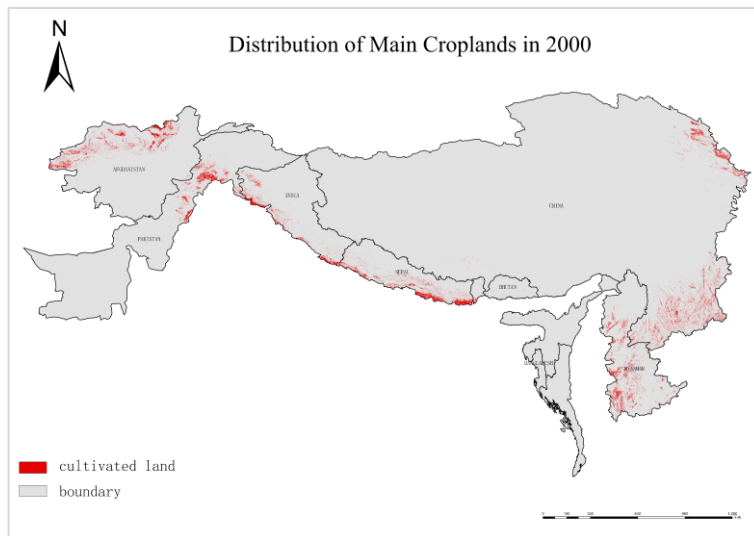 N
Distribution of Main Croplands in 2000
AFGHANISTAN
INDIA
CHINA
PAKISTAN
NEPAL
BHUTAN
BANGLADESH
MYANMAR
cultivated land
boundary